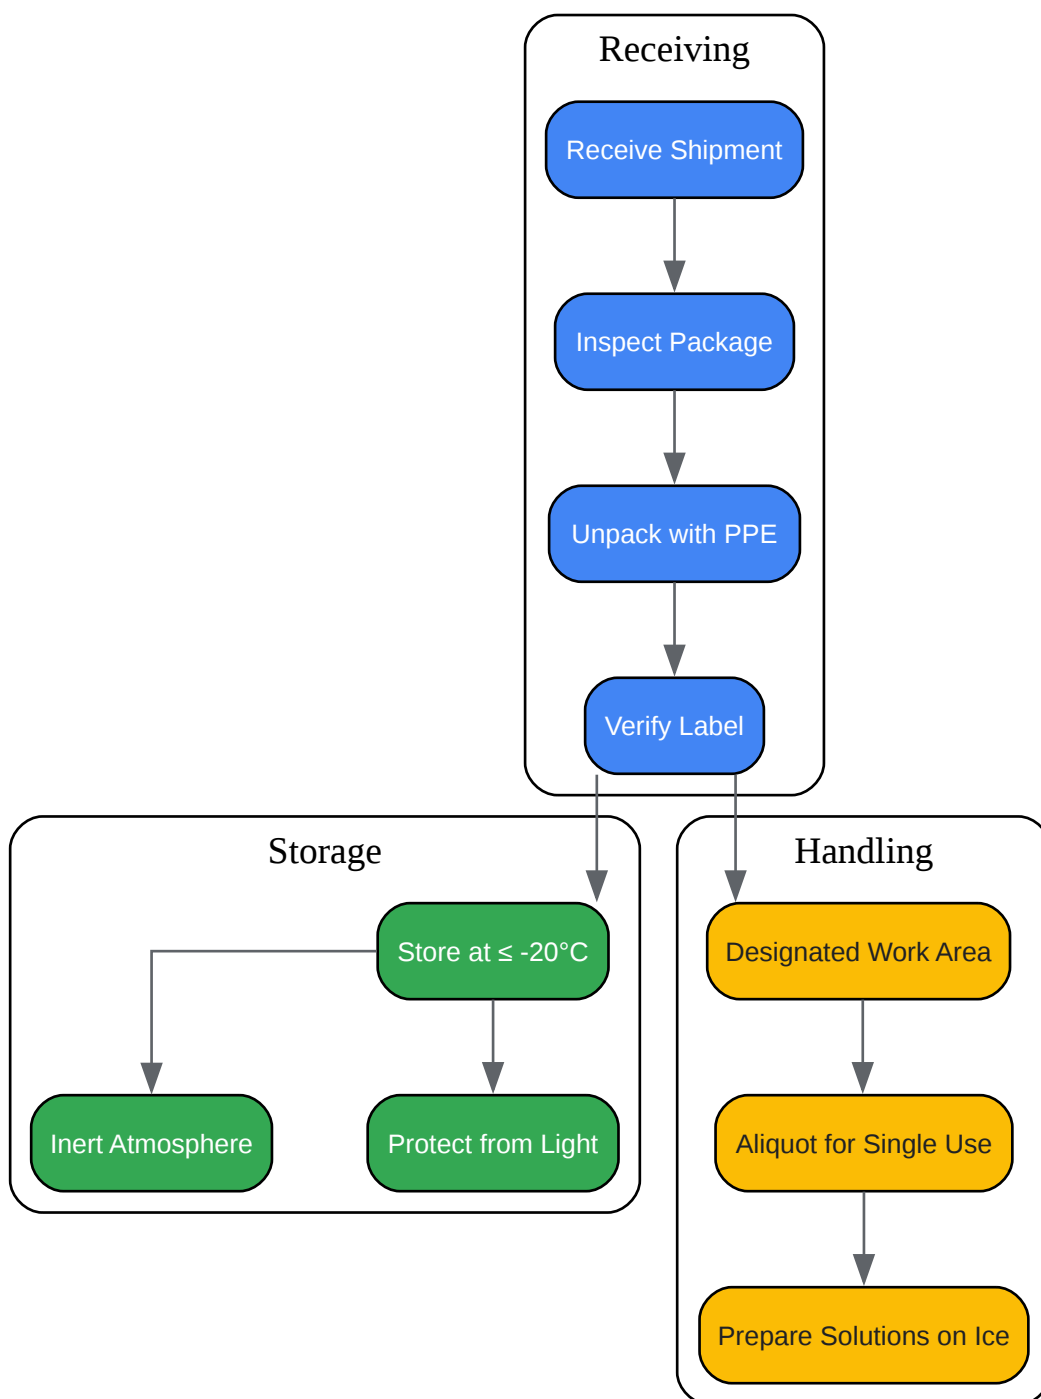 Receiving
Receive Shipment
Inspect Package
Unpack with PPE
Verify Label
Storage
Store at ≤ -20°C
Inert Atmosphere
Protect from Light
Handling
Designated Work Area
Aliquot for Single Use
Prepare Solutions on Ice